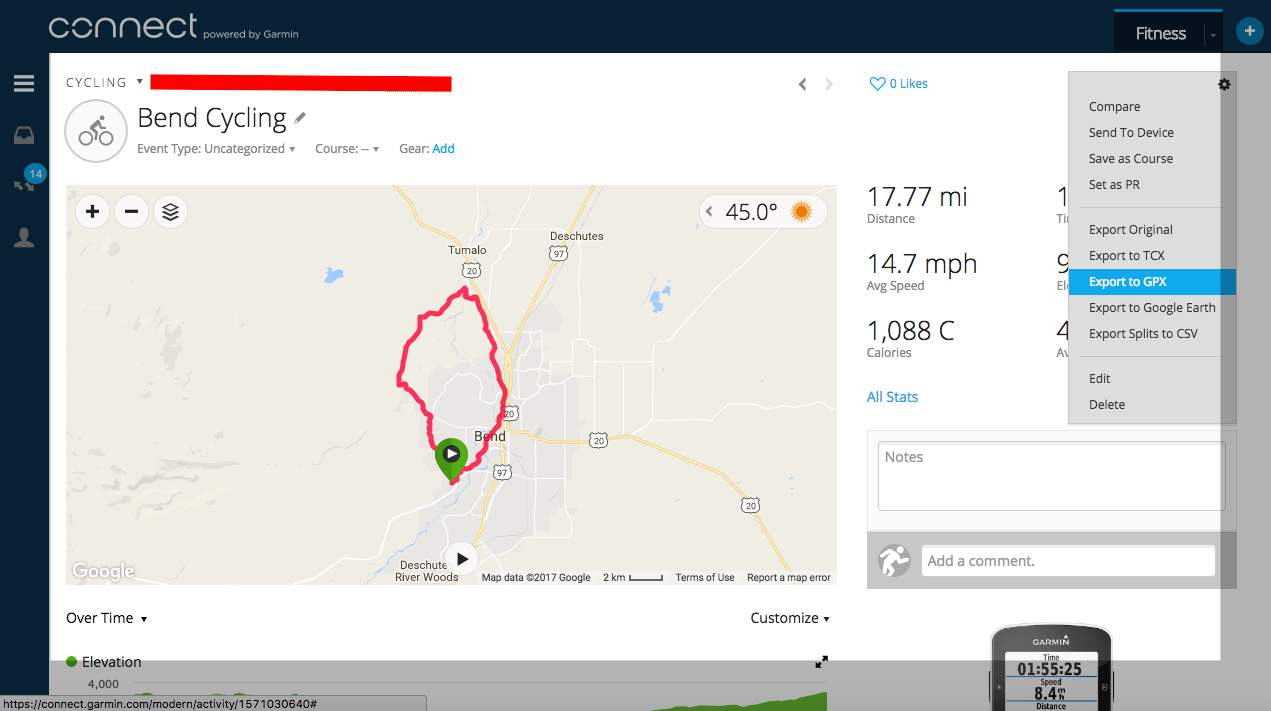 connect powered by Garmin
Fitness
CYCLING
0 Likes
Bend Cycling
Event Type: Uncategorized
Course: --
Gear: Add
14
45.0°
Deschutes
97
Tumalo
20
20
Bend
20
97
20
Deschutes
River Woods
Google
Map data ©2017 Google
2 km
Terms of Use
Report a map error
17.77 mi
Distance
14.7 mph
Avg Speed
1,088 C
Calories
All Stats
Compare
Send To Device
Save as Course
Set as PR
Export Original
Export to TCX
Export to GPX
Export to Google Earth
Export Splits to CSV
Edit
Delete
Notes
Add a comment.
Over Time
Customize
Elevation
4,000
GARMIN
Time
01:55:25
Speed
8.4 mh
Distance
https://connect.garmin.com/modern/activity/1571030640#